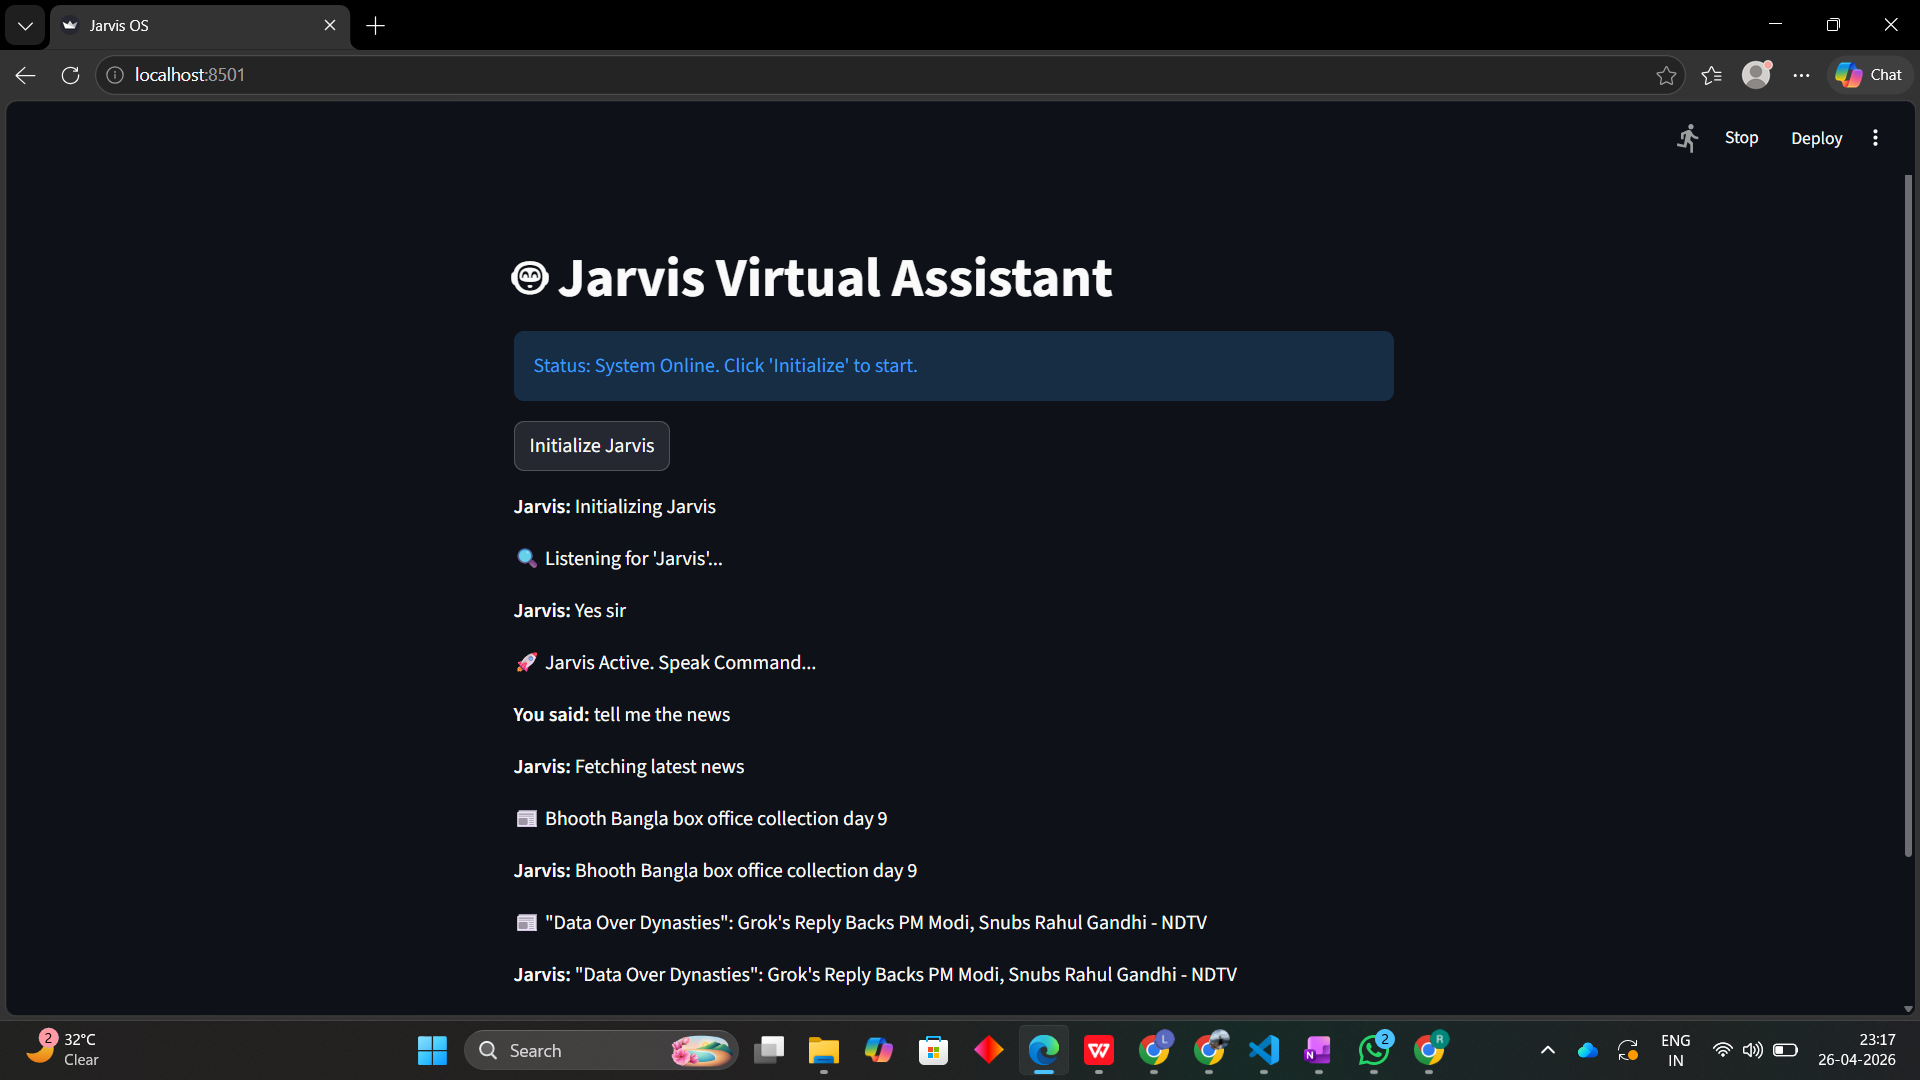 Jarvis OS
localhost:8501
Chat
Stop
Deploy
Jarvis Virtual Assistant
Status: System Online. Click 'Initialize' to start.
Initialize Jarvis
Jarvis: Initializing Jarvis
🔍 Listening for 'Jarvis'...
Jarvis: Yes sir
🚀 Jarvis Active. Speak Command...
You said: tell me the news
Jarvis: Fetching latest news
📰 Bhooth Bangla box office collection day 9
Jarvis: Bhooth Bangla box office collection day 9
📰 "Data Over Dynasties": Grok's Reply Backs PM Modi, Snubs Rahul Gandhi - NDTV
Jarvis: "Data Over Dynasties": Grok's Reply Backs PM Modi, Snubs Rahul Gandhi - NDTV
2
32°C
Clear
Search
W
L
N
2
R
ENG
IN
23:17
26-04-2026